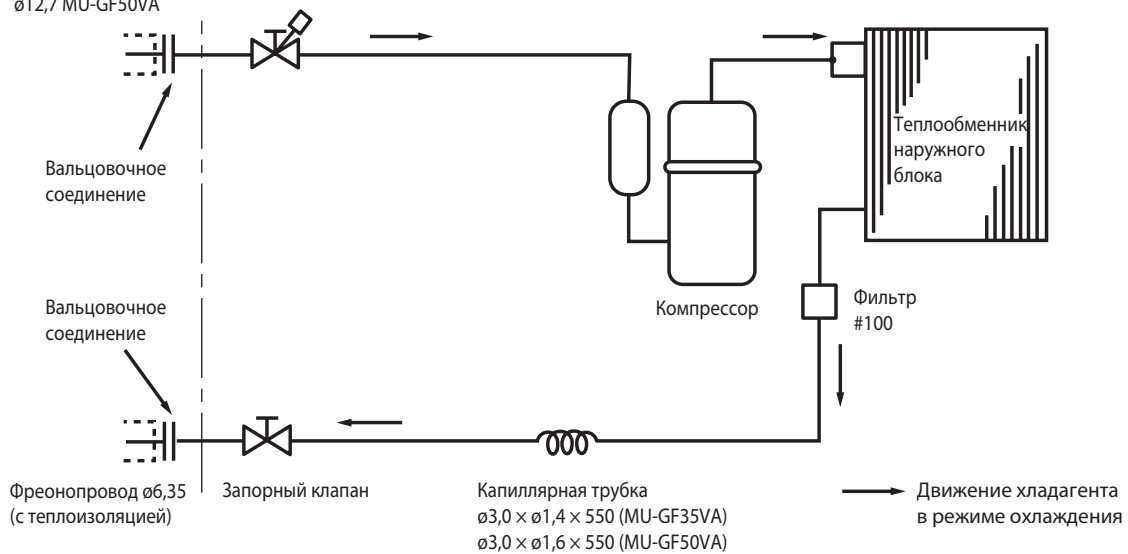 ø12,7 MU-GF50VA
Вальцовочное
соединение
Теплообменник
наружного
блока
Компрессор
Фильтр
#100
Вальцовочное
соединение
Фреонопровод ø6,35
(с теплоизоляцией)
Запорный клапан
Капиллярная трубка
ø3,0 × ø1,4 × 550 (MU-GF35VA)
ø3,0 × ø1,6 × 550 (MU-GF50VA)
Движение хладагента
в режиме охлаждения